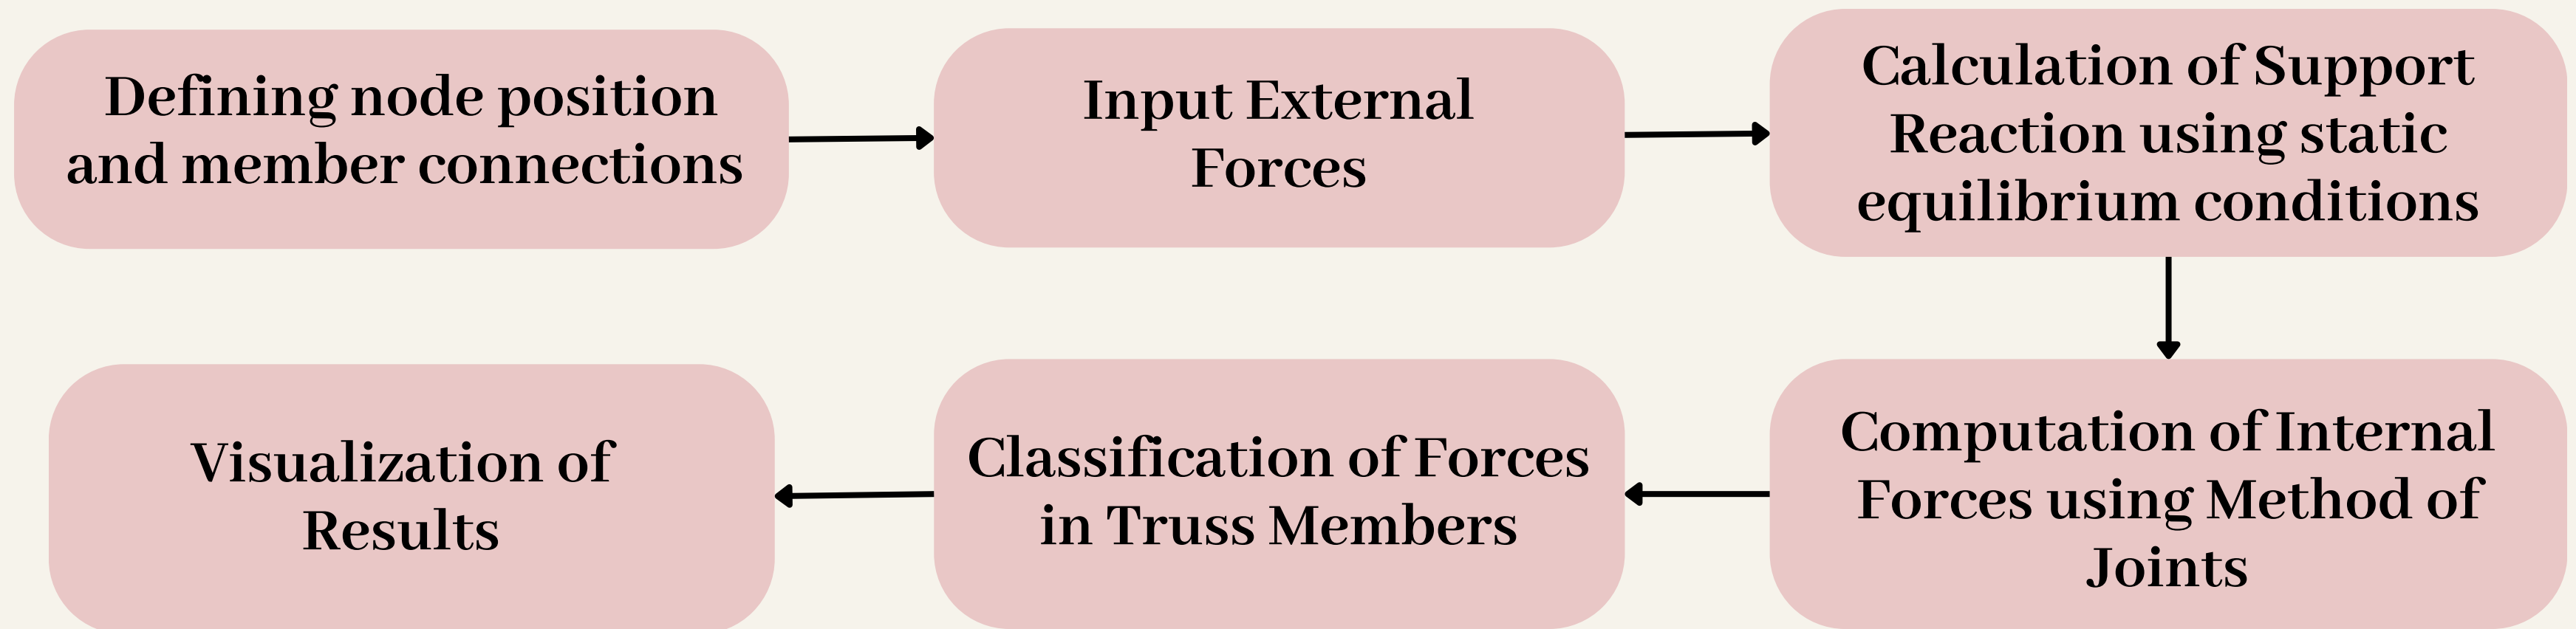 Defining node position
and member connections
Input External
Forces
Calculation of Support
Reaction using static
equilibrium conditions
Computation of Internal
Forces using Method of
Joints
Classification of Forces
in Truss Members
Visualization of
Results